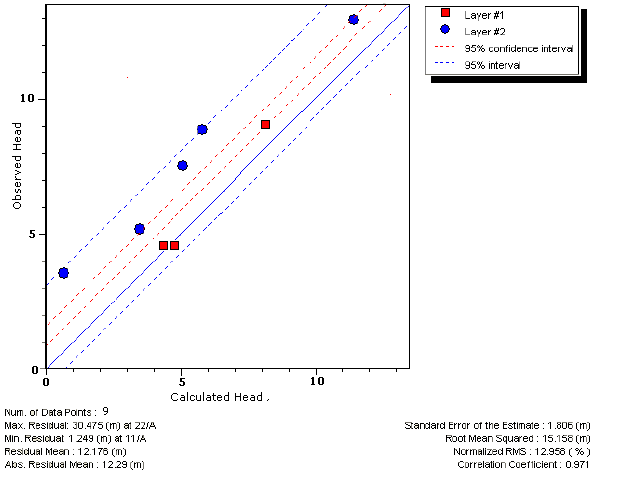 Layer #1
Layer #2
95% confidence interval
95% interval
10
5
0
Observed Head
0
5
10
Calculated Head
Num. of Data Points : 9
Max. Residual: 30.475 (m) at 22/A
Min. Residual: 1.249 (m) at 11/A
Residual Mean : 12.176 (m)
Abs. Residual Mean : 12.29 (m)
Standard Error of the Estimate : 1.806 (m)
Root Mean Squared : 15.158 (m)
Normalized RMS : 12.958 ( % )
Correlation Coefficient : 0.971